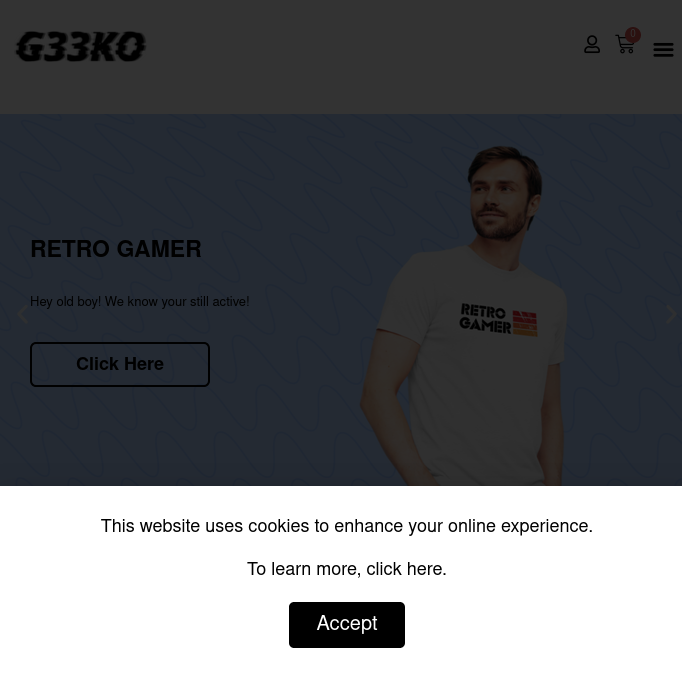 G33KO
0
RETRO GAMER
Hey old boy! We know your still active!
Click Here
RETRO
GAMER
This website uses cookies to enhance your online experience.
To learn more, click here.
Accept